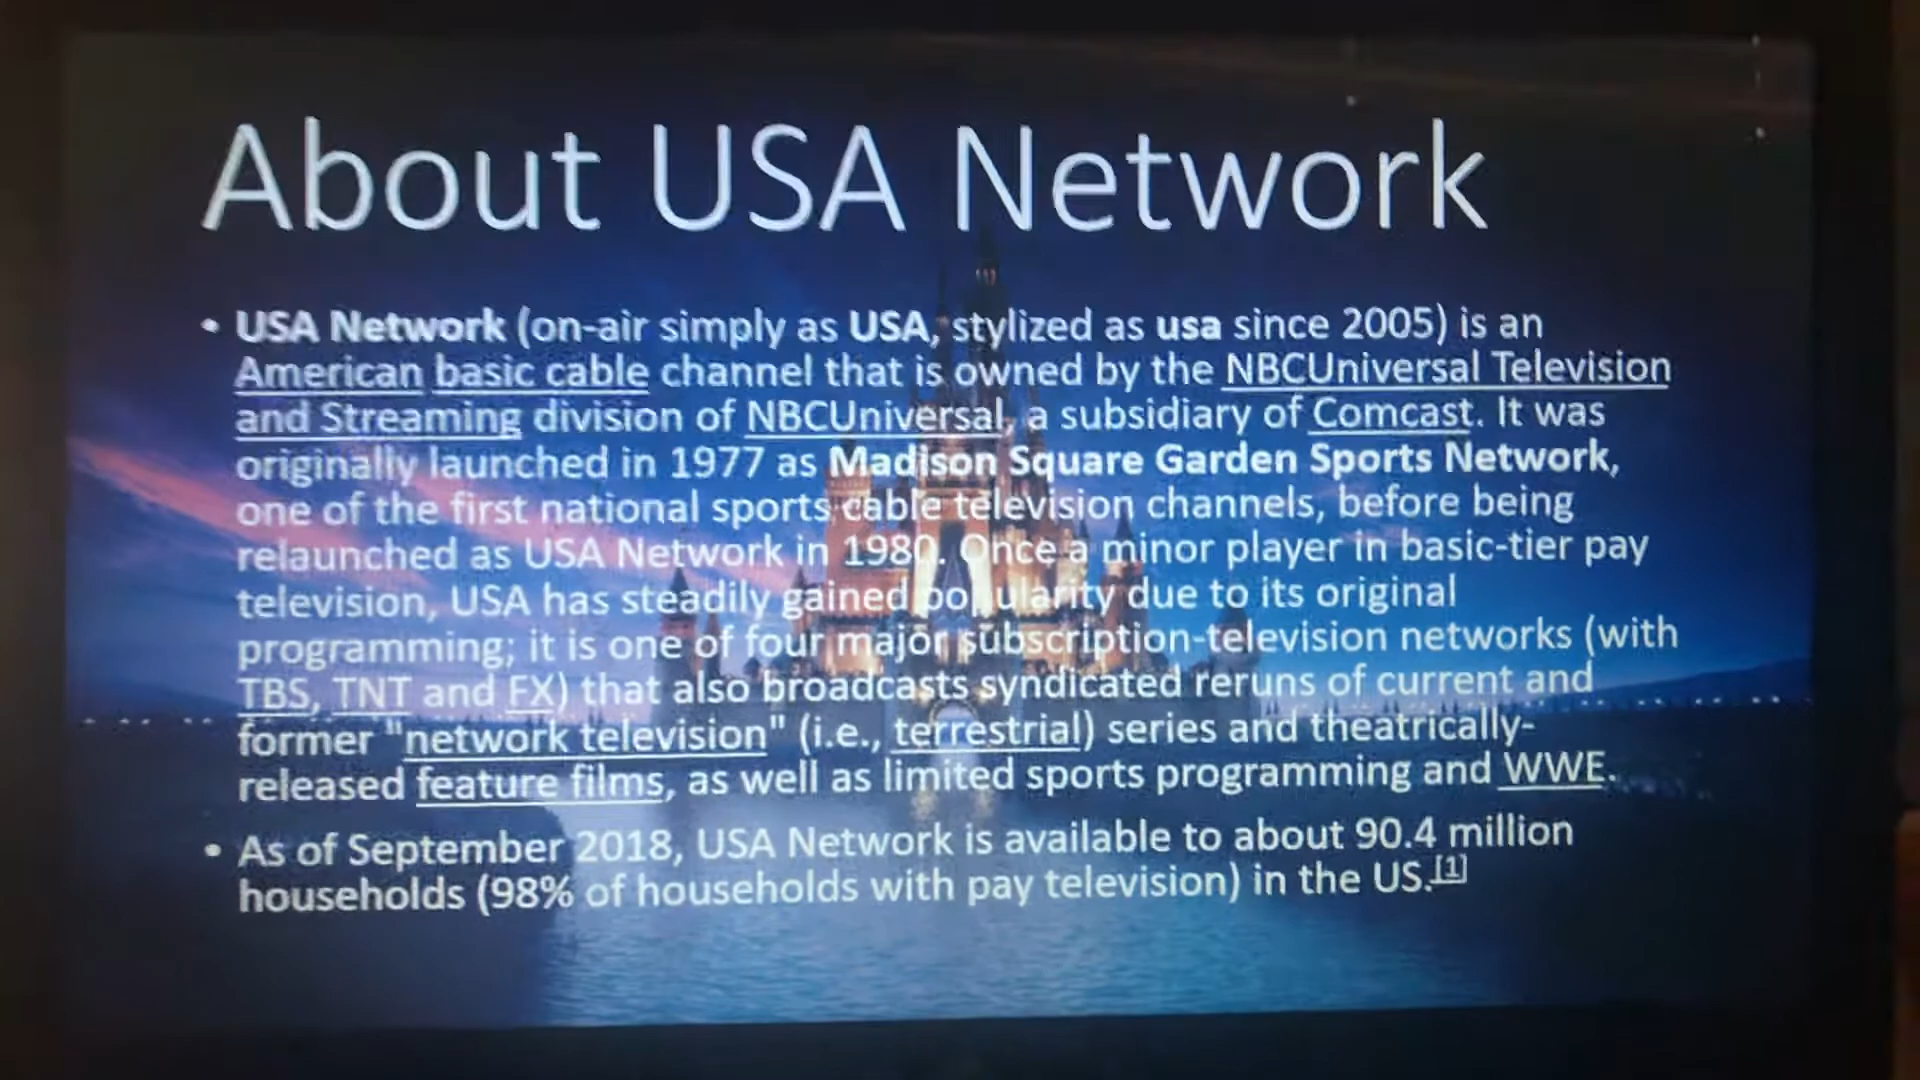 About USA Network
• USA Network (on-air simply as USA, stylized as usa since 2005) is an
American basic cable channel that is owned by the NBCUniversal Television
and Streaming division of NBCUniversal, a subsidiary of Comcast. It was
originally launched in 1977 as Madison Square Garden Sports Network,
one of the first national sports cable television channels, before being
relaunched as USA Network in 1980. Once a minor player in basic-tier pay
television, USA has steadily gained popularity due to its original
programming; it is one of four major subscription-television networks (with
TBS, TNT and FX) that also broadcasts syndicated reruns of current and
former "network television" (i.e., terrestrial) series and theatrically-
released feature films, as well as limited sports programming and WWE.
• As of September 2018, USA Network is available to about 90.4 million
households (98% of households with pay television) in the US.[1]